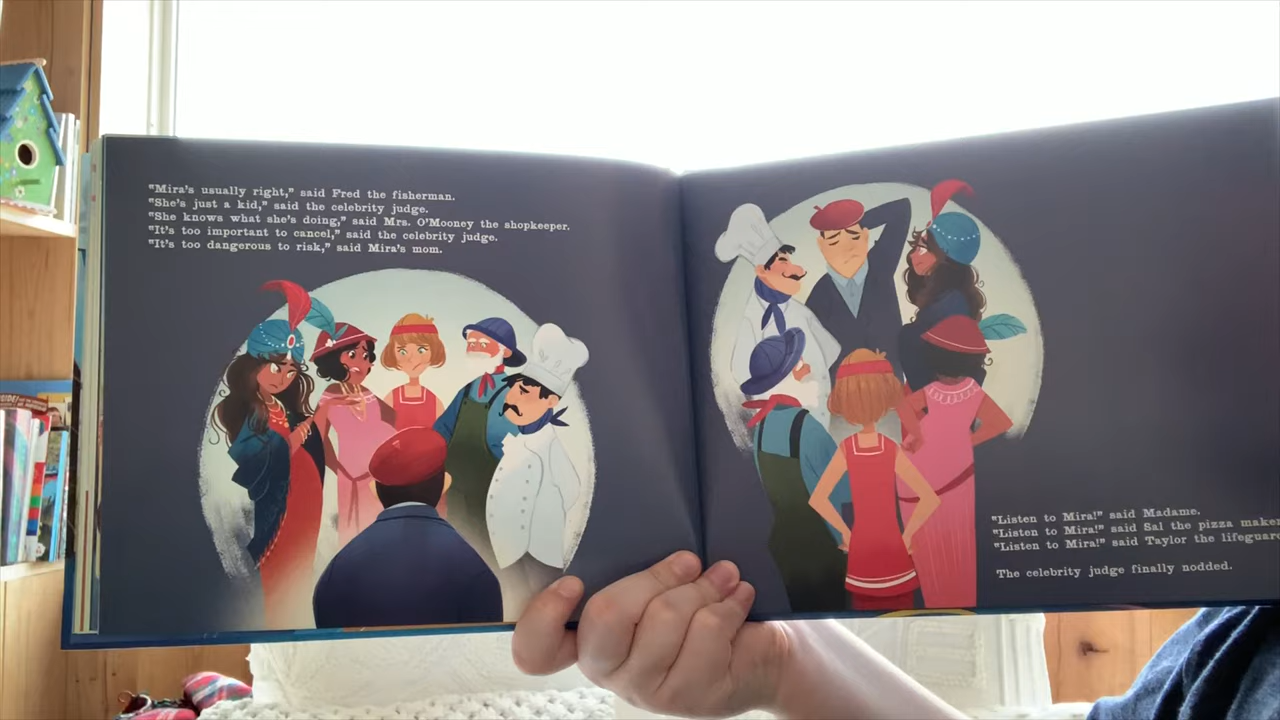 "Mira's usually right," said Fred the fisherman.
"She's just a kid," said the celebrity judge.
"She knows what she's doing," said Mrs. O'Mooney the shopkeeper.
"It's too important to cancel," said the celebrity judge.
"It's too dangerous to risk," said Mira's mom.
"Listen to Mira!" said Madame.
"Listen to Mira!" said Sal the pizza
"Listen to Mira!" said Taylor the
The celebrity judge finally nodded.